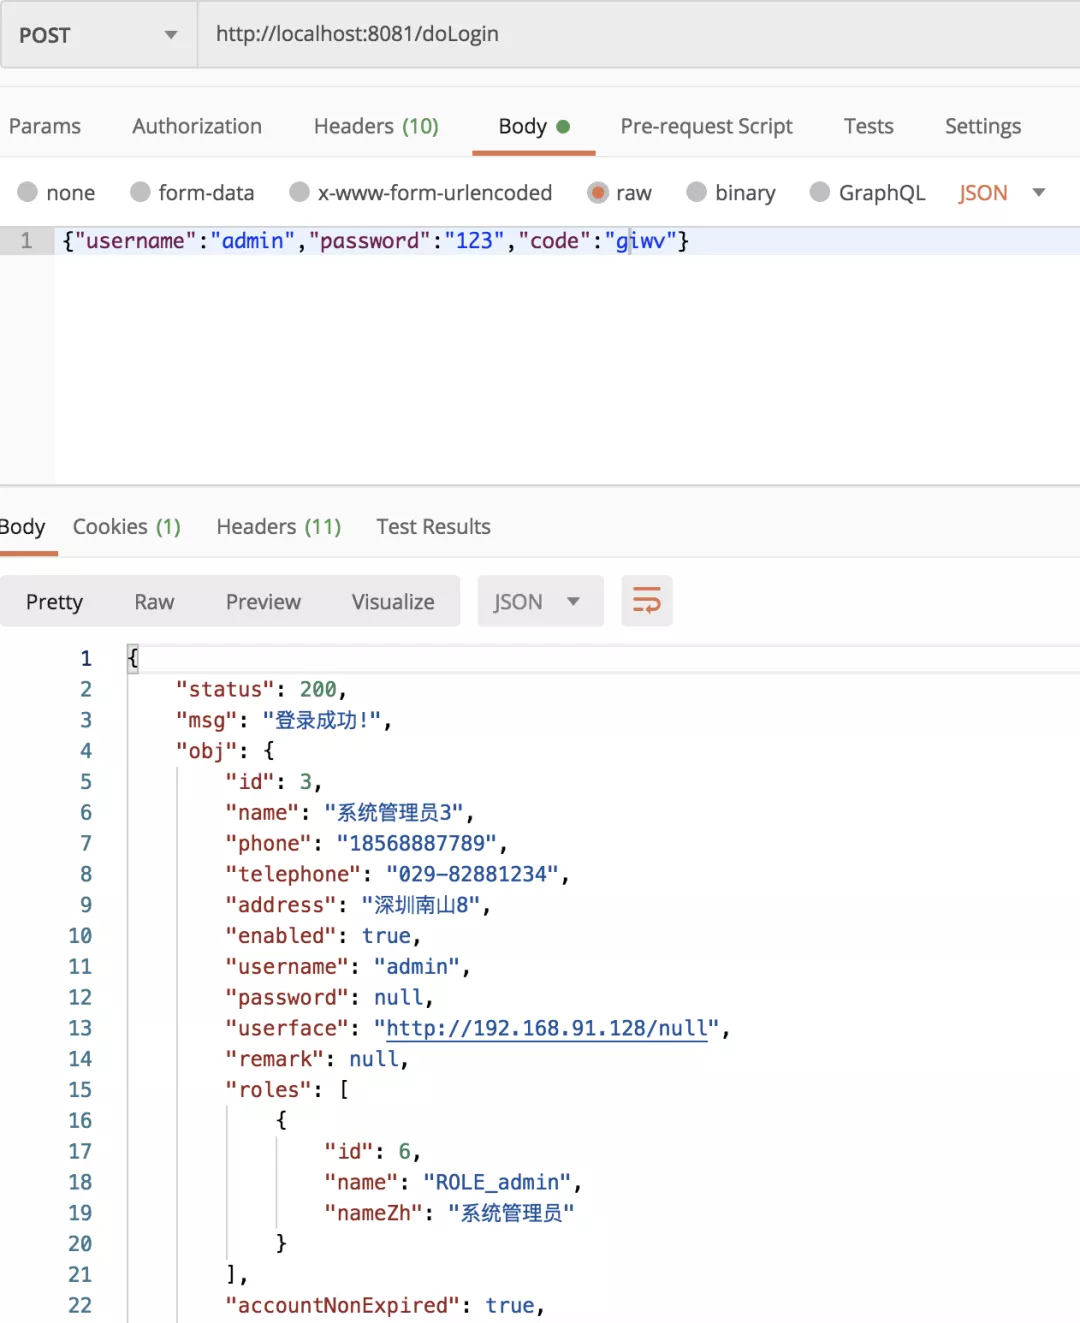 POST http://localhost:8081/doLogin
Params Authorization Headers (10) Body Pre-request Script Tests Settings
none form-data x-www-form-urlencoded raw binary GraphQL JSON
1 {"username":"admin","password":"123","code":"giwv"}
Body Cookies (1) Headers (11) Test Results
Pretty Raw Preview Visualize JSON
1 {
2 "status": 200,
3 "msg": "登录成功!",
4 "obj": {
5 "id": 3,
6 "name": "系统管理员3",
7 "phone": "18568887789",
8 "telephone": "029-82881234",
9 "address": "深圳南山8",
10 "enabled": true,
11 "username": "admin",
12 "password": null,
13 "userface": "http://192.168.91.128/null",
14 "remark": null,
15 "roles": [
16 {
17 "id": 6,
18 "name": "ROLE_admin",
19 "nameZh": "系统管理员"
20 }
21 ],
22 "accountNonExpired": true,